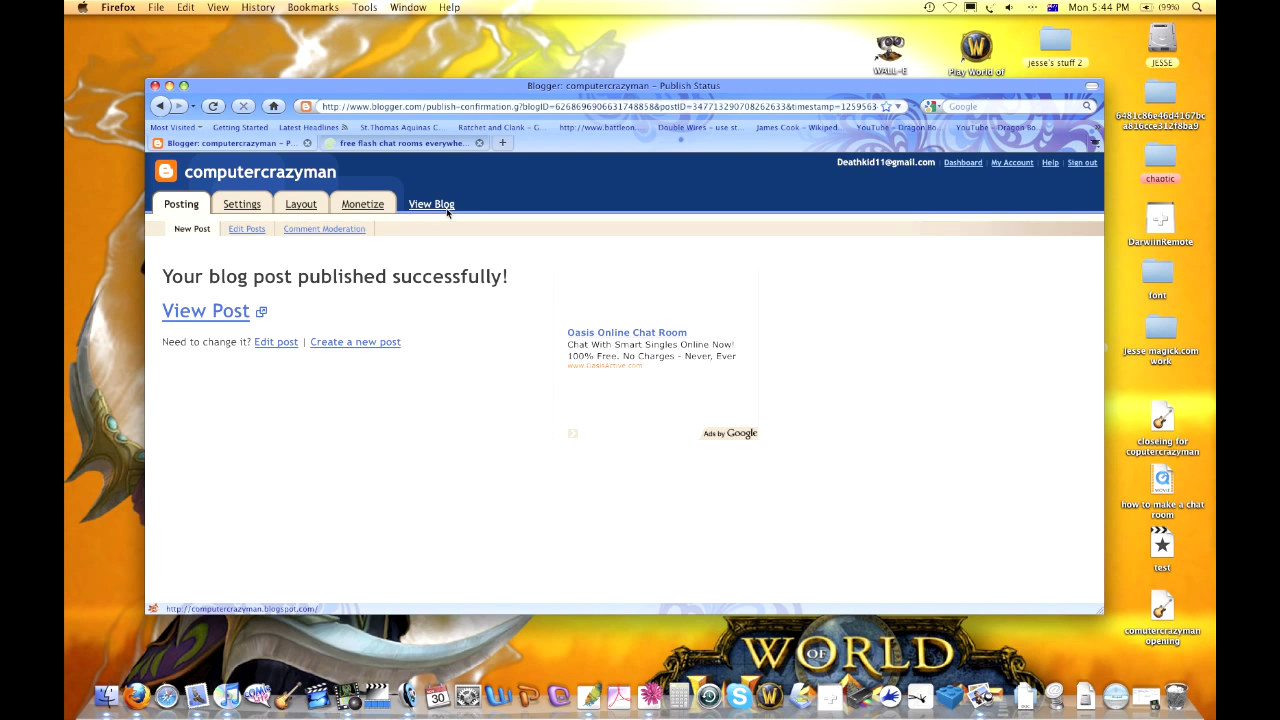 Firefox File Edit View History Bookmarks Tools Window Help
Mon 5:44 PM (99%)
WALL-E
Play World of
jesse's stuff 2
JESSE
Blogger: computercrazyman – Publish Status
http://www.blogger.com/publish-confirmation.g?blogID=6268696906631748858&postID=347713290708262633&timestamp=1259563
Google
6481c86e46d4167bc
a816cce312f8ba9
Most Visited Getting Started Latest Headlines St.Thomas Aquinas C... Ratchet and Clank – G... http://www.battleon... Double Wires – use st... James Cook – Wikiped... YouTube – Dragon Bo... YouTube – Dragon Bo...
Blogger: computercrazyman – P...
free flash chat rooms everywhe...
computercrazyman
Deathkid11@gmail.com | Dashboard | My Account | Help | Sign out
chaotic
Posting Settings Layout Monetize View Blog
New Post Edit Posts Comment Moderation
DarwiinRemote
Your blog post published successfully!
View Post
font
Need to change it? Edit post | Create a new post
Oasis Online Chat Room
Chat With Smart Singles Online Now!
100% Free. No Charges - Never, Ever
www.OasisActive.com
Ads by Google
jesse magick.com
work
closeing for
coputercrazyman
MOVIE
how to make a chat
room
test
http://computercrazyman.blogspot.com/
comutercrazyman
opening
WORLD
OF
30